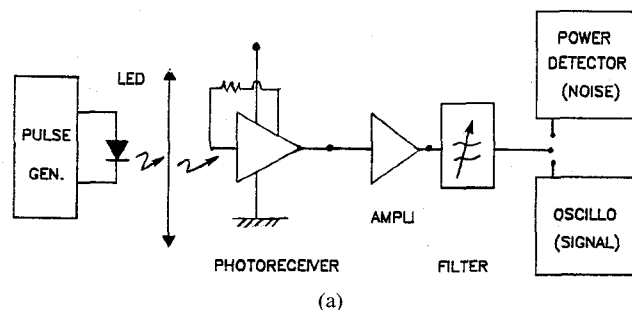 PULSE
GEN.
LED
PHOTORECEIVER
AMPLI
FILTER
POWER
DETECTOR
(NOISE)
OSCILLO
(SIGNAL)
(a)